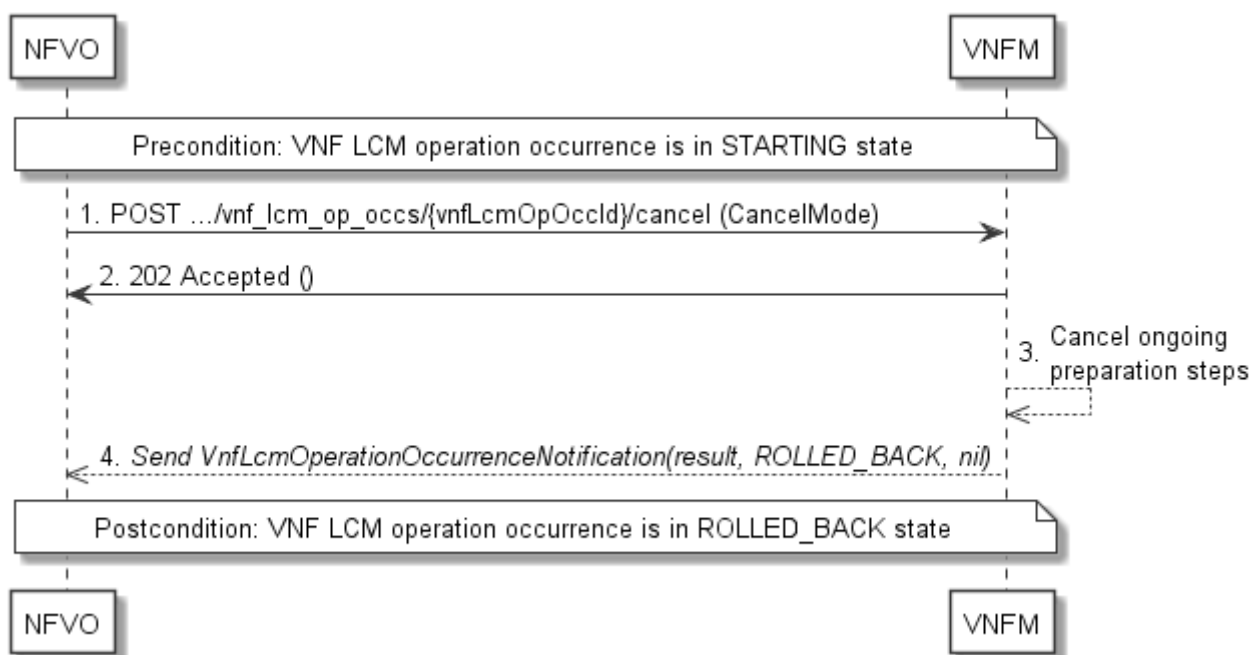 NFVO
VNFM
Precondition: VNF LCM operation occurrence is in STARTING state
1. POST .../vnf_lcm_op_occs/{vnfLcmOpOccId}/cancel (CancelMode)
2. 202 Accepted ()
3. Cancel ongoing
preparation steps
4. Send VnfLcmOperationOccurrenceNotification(result, ROLLED_BACK, nil)
Postcondition: VNF LCM operation occurrence is in ROLLED_BACK state
NFVO
VNFM